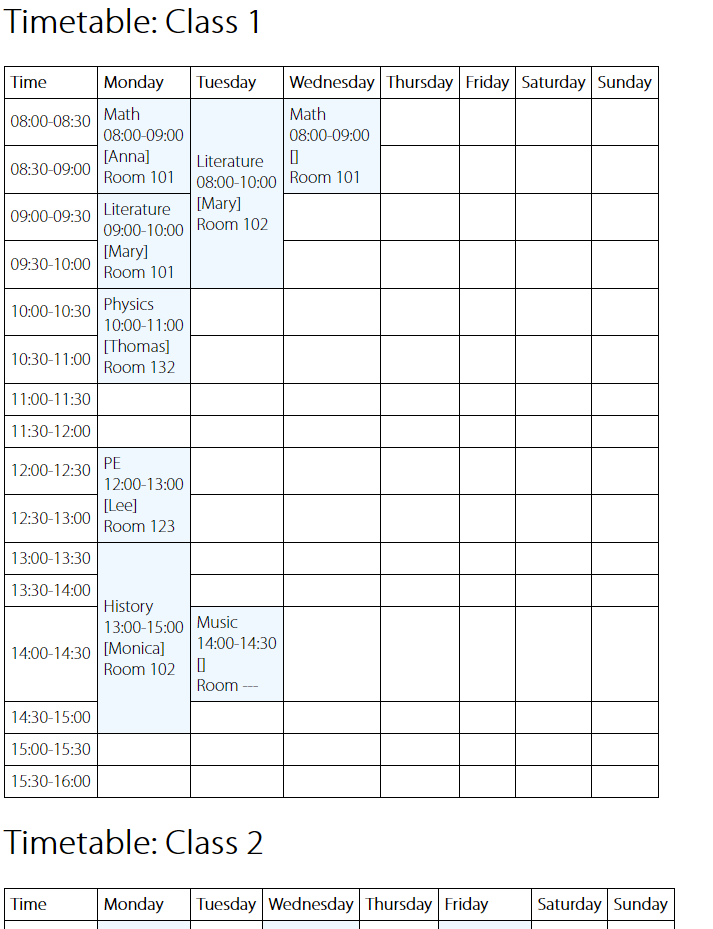 Timetable: Class 1
Time Monday Tuesday Wednesday Thursday Friday Saturday Sunday
08:00-08:30
08:30-09:00
09:00-09:30
09:30-10:00
10:00-10:30
10:30-11:00
11:00-11:30
11:30-12:00
12:00-12:30
12:30-13:00
13:00-13:30
13:30-14:00
14:00-14:30
14:30-15:00
15:00-15:30
15:30-16:00
Math
08:00-09:00
[Anna]
Room 101
Literature
09:00-10:00
[Mary]
Room 101
Physics
10:00-11:00
[Thomas]
Room 132
PE
12:00-13:00
[Lee]
Room 123
History
13:00-15:00
[Monica]
Room 102
Literature
08:00-10:00
[Mary]
Room 102
Music
14:00-14:30
[]
Room ---
Math
08:00-09:00
[]
Room 101
Timetable: Class 2
Time Monday Tuesday Wednesday Thursday Friday Saturday Sunday